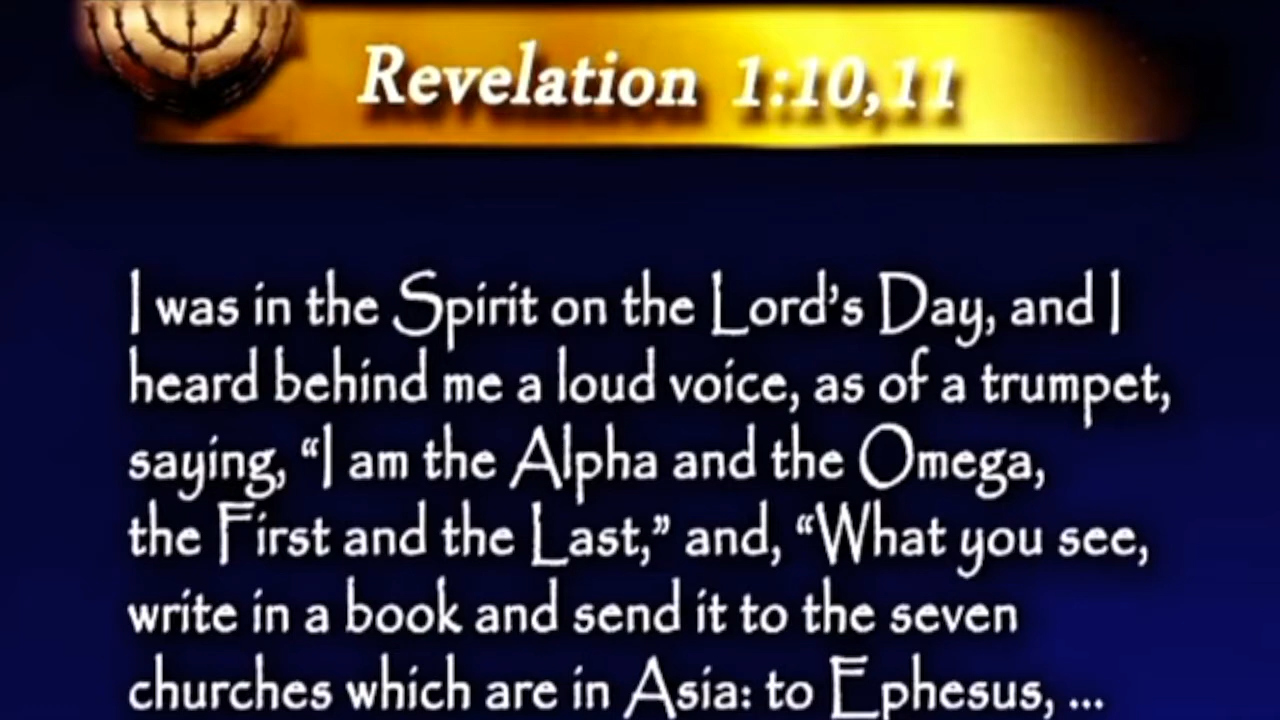 Revelation 1:10,11
I was in the Spirit on the Lord’s Day, and I
heard behind me a loud voice, as of a trumpet,
saying, “I am the Alpha and the Omega,
the First and the Last,” and, “What you see,
write in a book and send it to the seven
churches which are in Asia: to Ephesus, ...